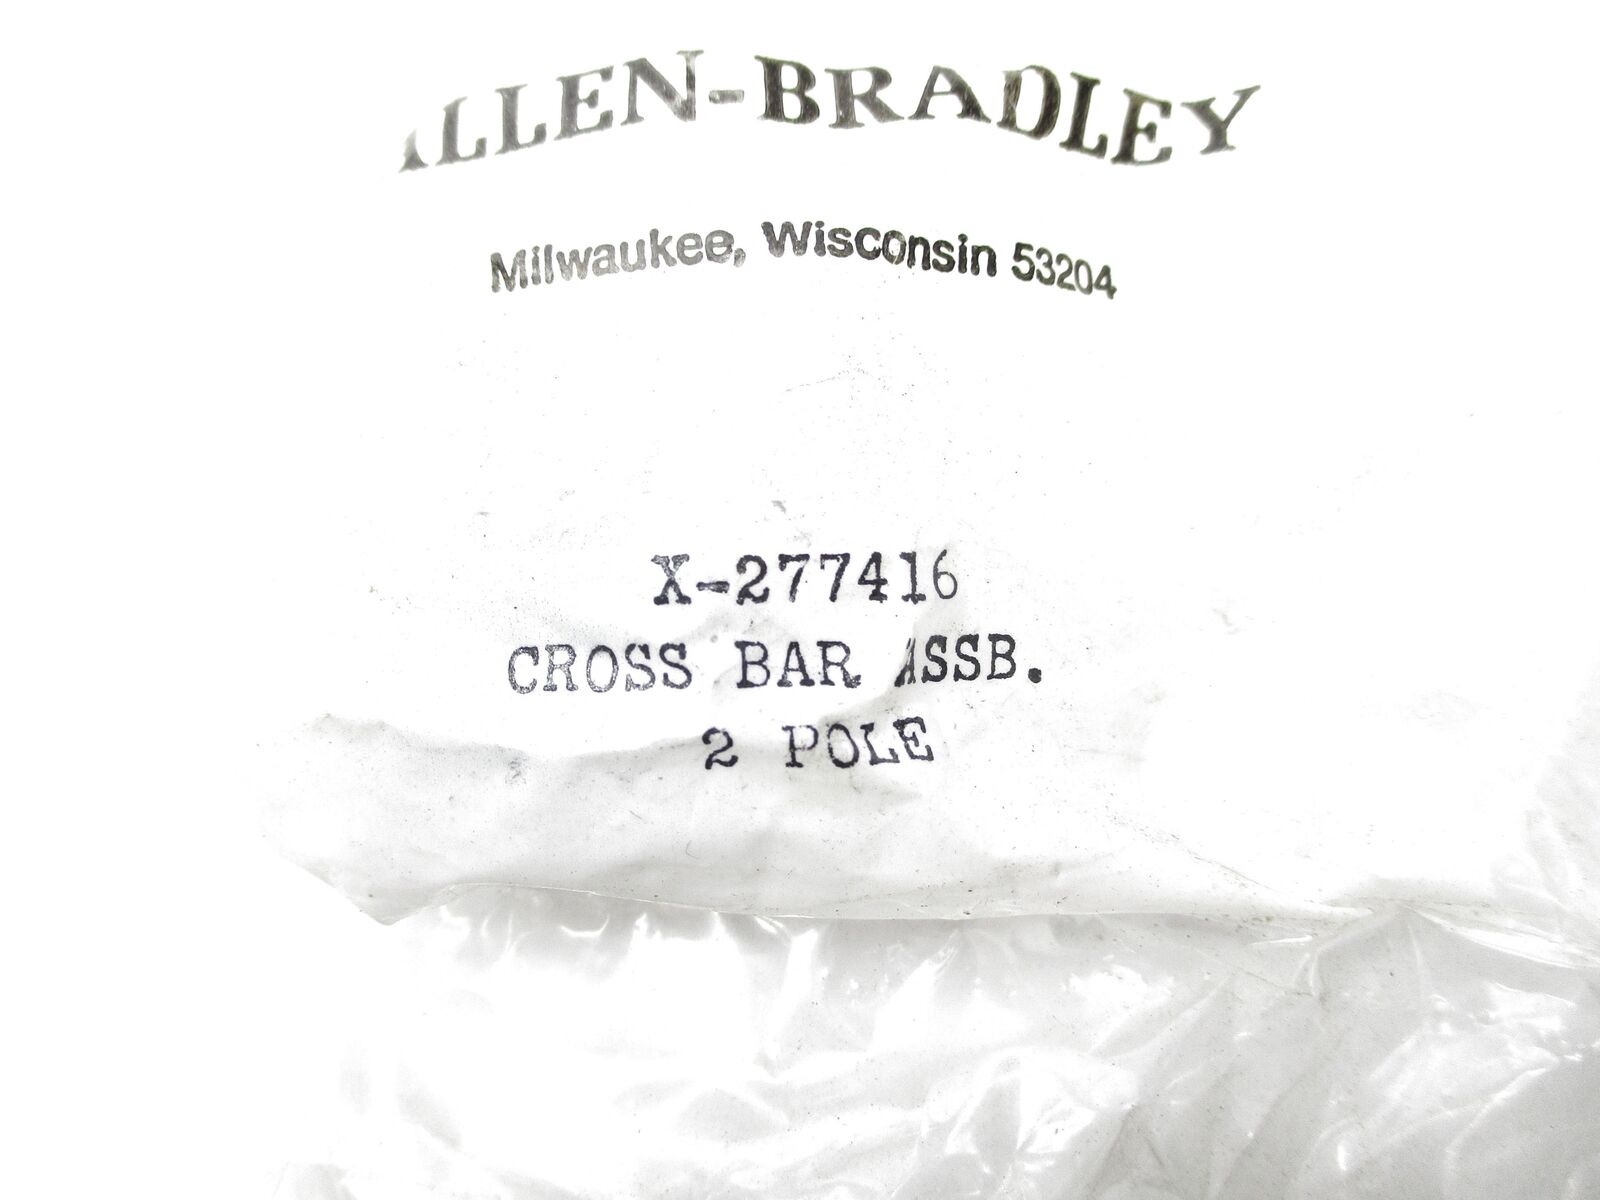 ALLEN-BRADLEY
Milwaukee, Wisconsin 53204
X-277416
CROSS BAR ASSB.
2 POLE